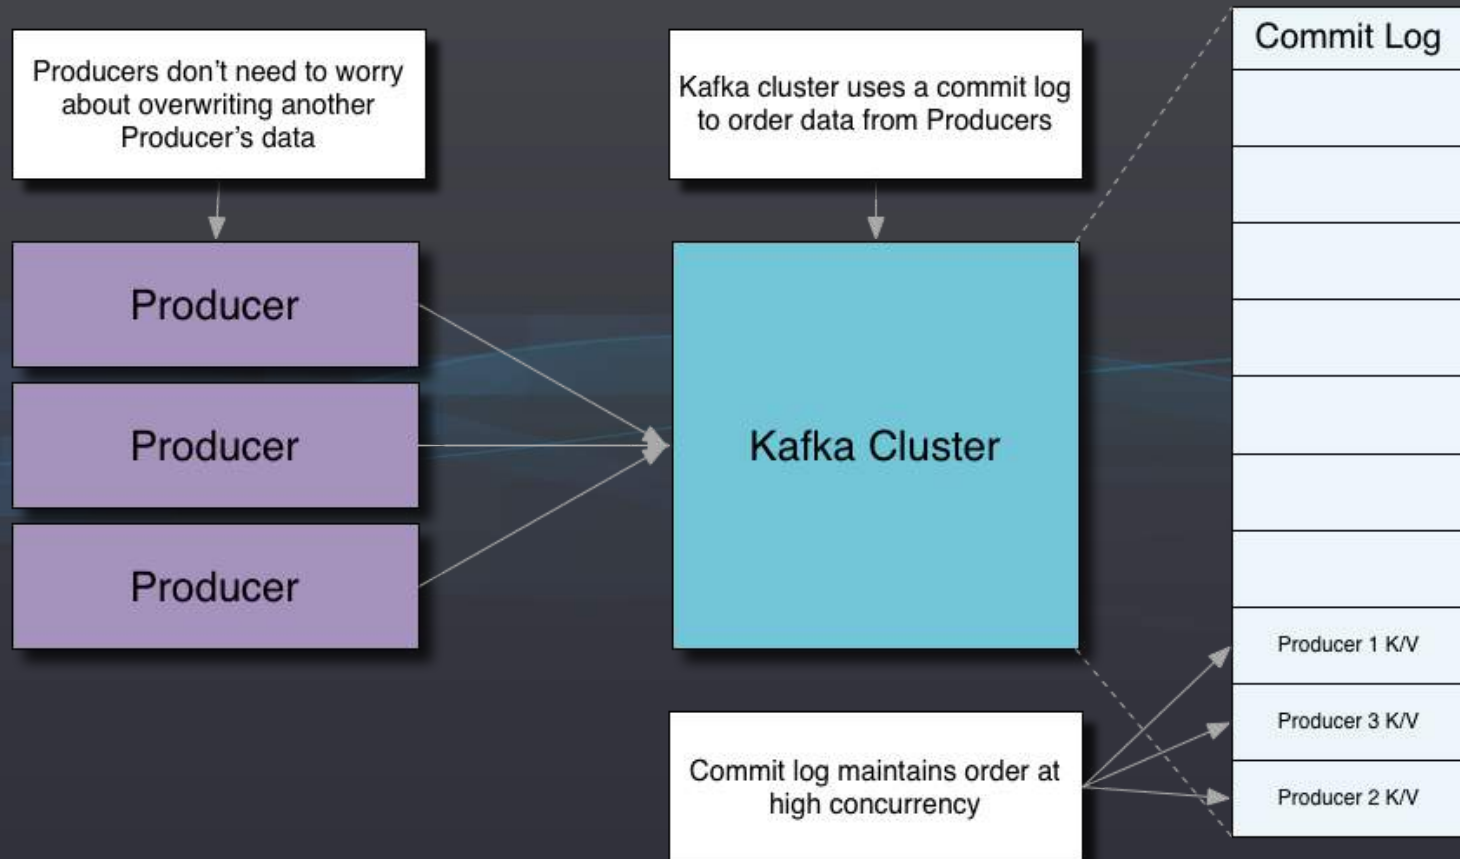 Producers don't need to worry
about overwriting another
Producer's data
Kafka cluster uses a commit log
to order data from Producers
Commit Log
Producer
Producer
Producer
Kafka Cluster
Producer 1 K/V
Producer 3 K/V
Producer 2 K/V
Commit log maintains order at
high concurrency